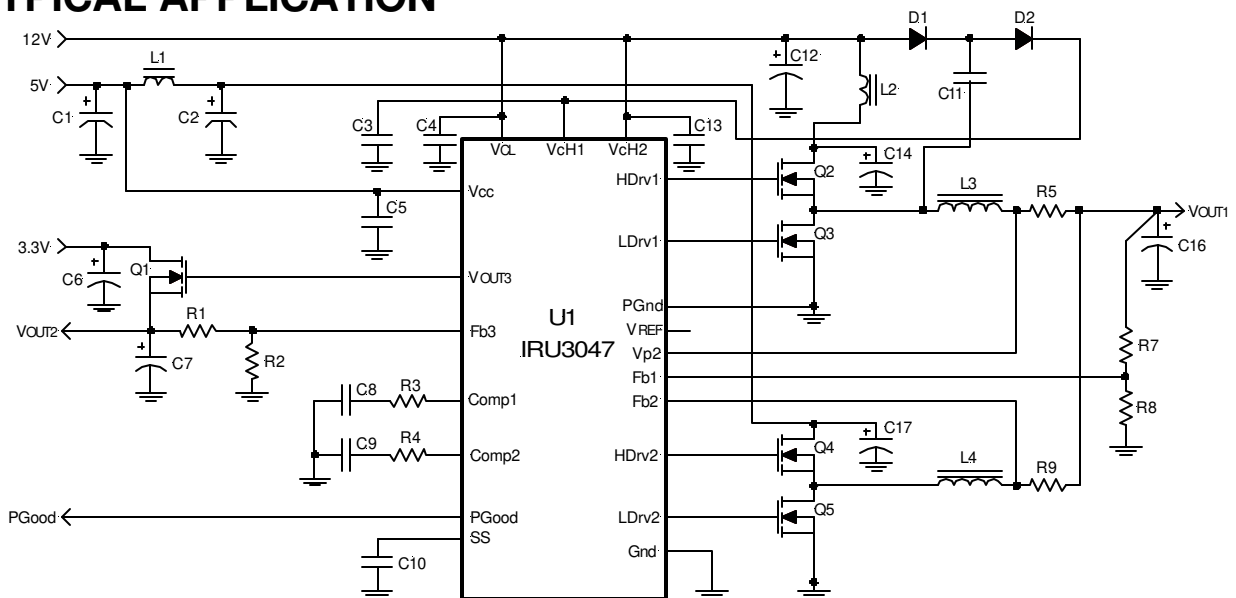 TYPICAL APPLICATION
D1 D2
12V
L1
C12
5V
L2
C11
C1 C2 C3 C4 C13
VCL VcH1 VcH2
C14
HDrv1 Q2
L3 R5
Vcc
C5
VOUT1
LDrv1 Q3
C16
3.3V
Q1
C6
VOUT3
PGnd
U1
VREF
VOUT2 R1 Fb3
IRU3047
R7
C7 R2
Vp2
Fb1
C8 R3 Comp1
Fb2
R8
C17
C9 R4 Comp2
HDrv2 Q4
L4 R9
PGood PGood
LDrv2 Q5
SS
Gnd
C10